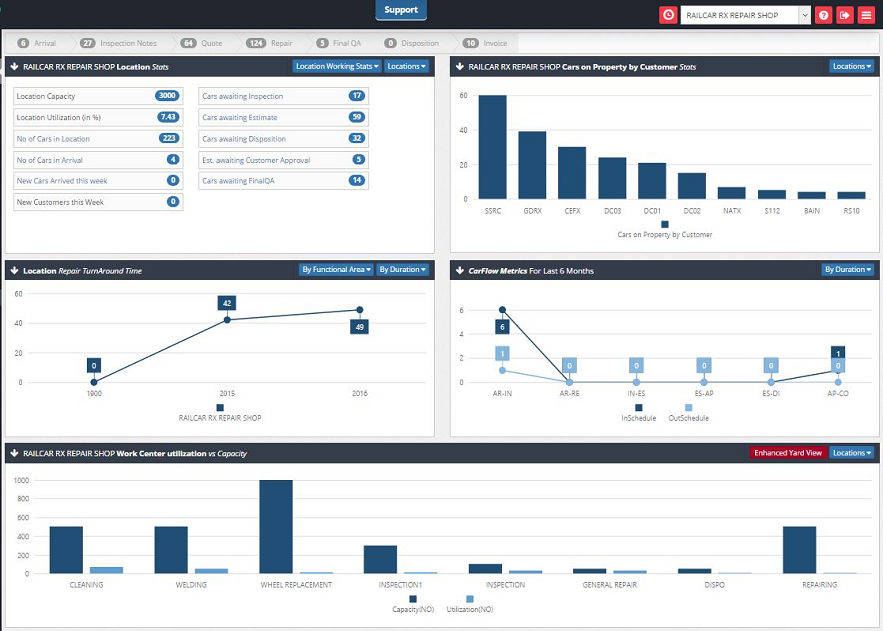 Support
RAILCAR RX REPAIR SHOP
6 Arrival 27 Inspection Notes 64 Quote 124 Repair 5 Final QA 0 Disposition 10 Invoice
RAILCAR RX REPAIR SHOP Location Stats
Location Working Stats
Locations
Location Capacity 3000
Location Utilization (in %) 7.43
No of Cars in Location 223
No of Cars in Arrival 4
New Cars Arrived this week 0
New Customers this Week 0
Cars awaiting Inspection 17
Cars awaiting Estimate 59
Cars awaiting Disposition 32
Est. awaiting Customer Approval 5
Cars awaiting FinalQA 14
RAILCAR RX REPAIR SHOP Cars on Property by Customer Stats
Locations
60
40
20
0
SSRC GDRX CEFX DC03 DC01 DC02 NATX S112 BAIN RS10
Cars on Property by Customer
Location Repair TurnAround Time
By Functional Area
By Duration
60
40
20
0
0 42 49
1900 2015 2016
RAILCAR RX REPAIR SHOP
CarFlow Metrics For Last 6 Months
By Duration
6
4
2
0
6 1
1 0 0 0 0 0
AR-IN AR-RE IN-ES ES-AP ES-DI AP-CO
InSchedule OutSchedule
RAILCAR RX REPAIR SHOP Work Center utilization vs Capacity
Enhanced Yard View
Locations
1000
800
600
400
200
0
CLEANING WELDING WHEEL REPLACEMENT INSPECTION1 INSPECTION GENERAL REPAIR DISPO REPAIRING
Capacity(NO) Utilization(NO)